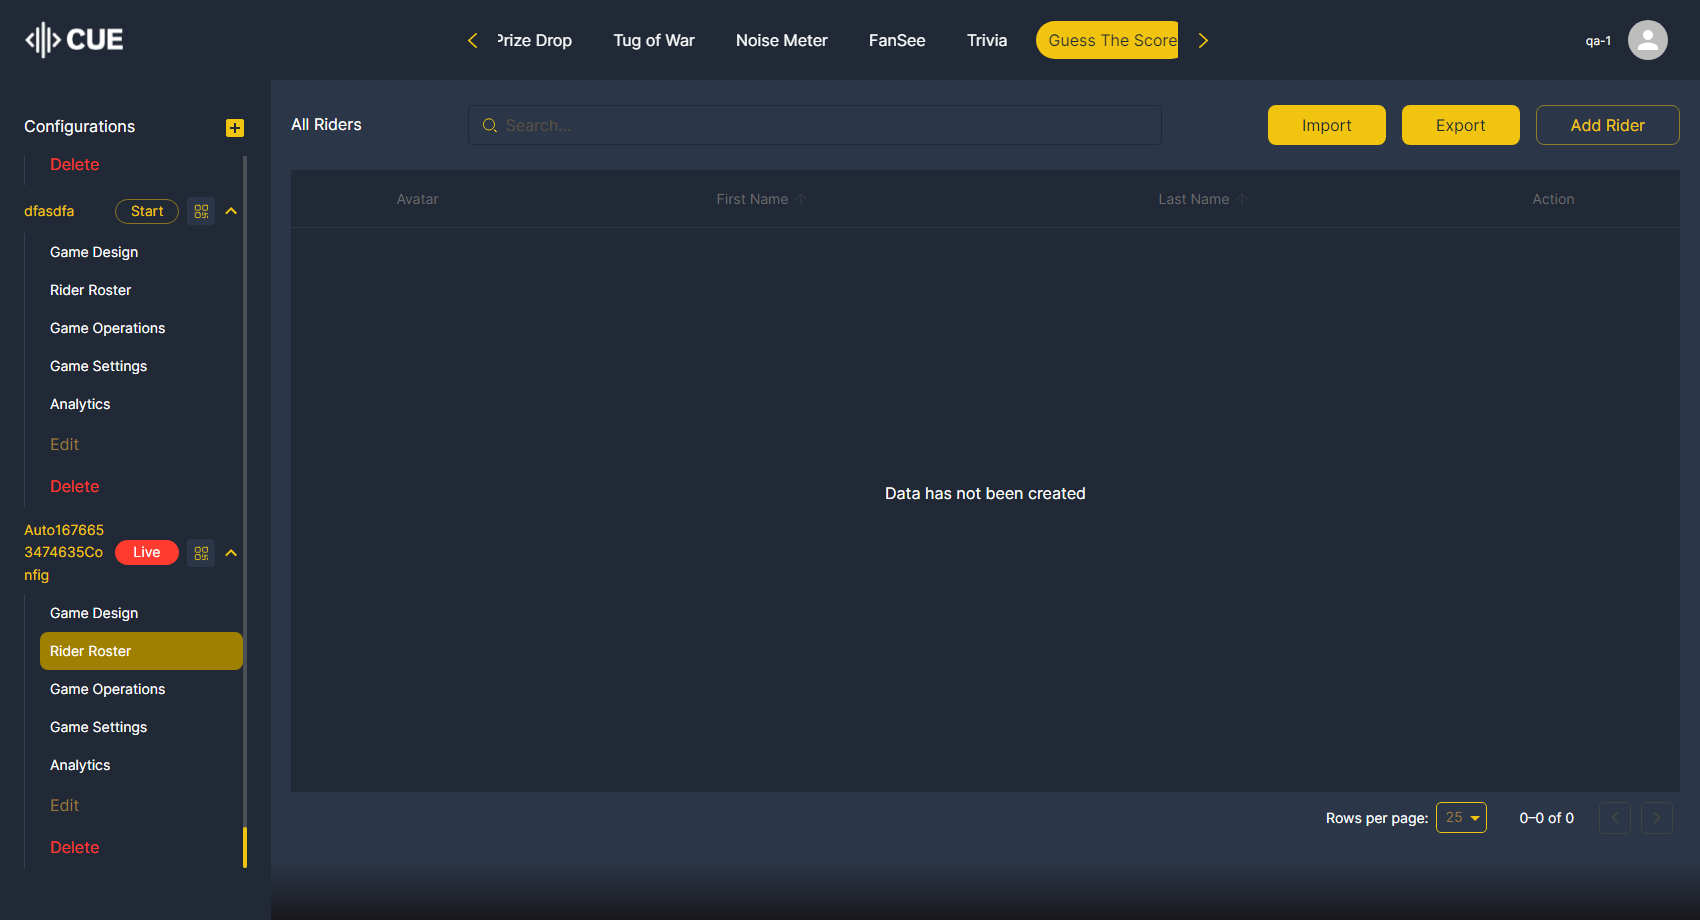 CUE
Prize Drop
Tug of War
Noise Meter
FanSee
Trivia
Guess The Score
qa-1
Configurations
Delete
dfasdfa
Start
Game Design
Rider Roster
Game Operations
Game Settings
Analytics
Edit
Delete
Auto167665
3474635Co
nfig
Live
Game Design
Rider Roster
Game Operations
Game Settings
Analytics
Edit
Delete
All Riders
Search...
Import
Export
Add Rider
Avatar
First Name
Last Name
Action
Data has not been created
Rows per page:
25
0–0 of 0